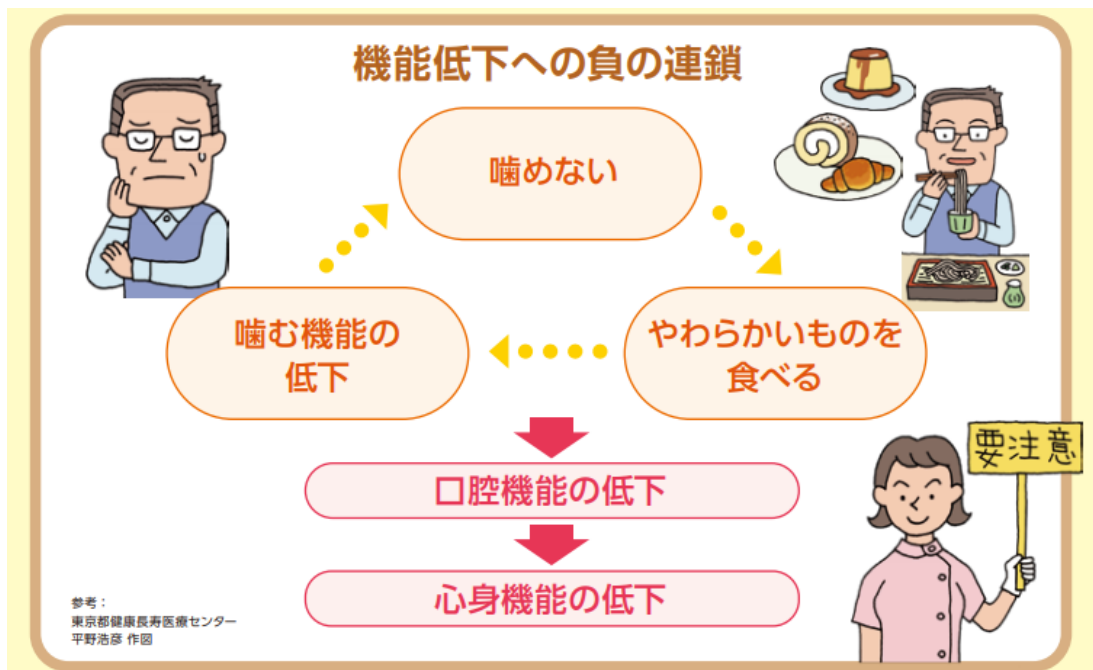 機能低下への負の連鎖
噛めない
やわらかいものを
食べる
噛む機能の
低下
口腔機能の低下
心身機能の低下
要注意
参考:
東京都健康長寿医療センター
平野浩彦 作図